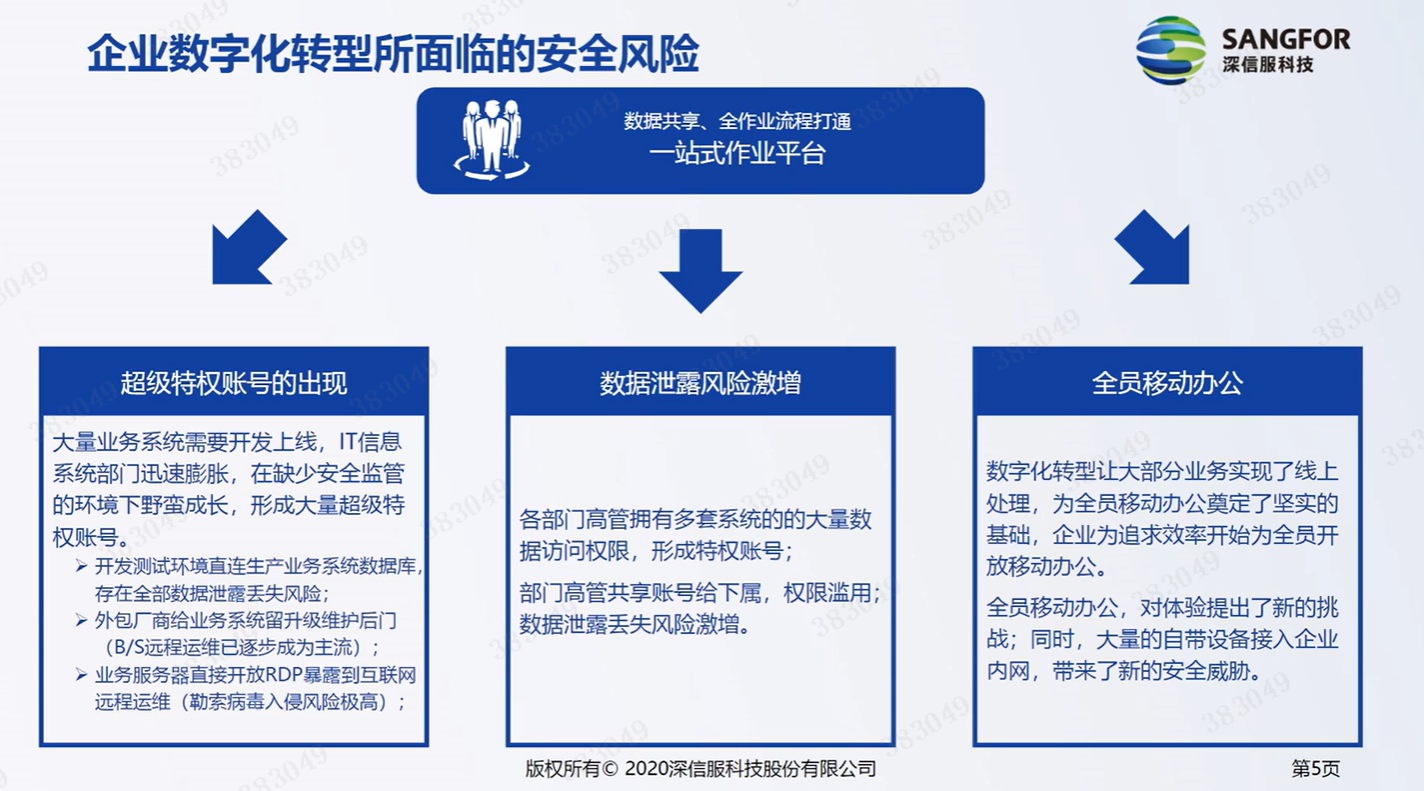 企业数字化转型所面临的安全风险
SANGFOR
深信服科技
数据共享、全作业流程打通
一站式作业平台
超级特权账号的出现
大量业务系统需要开发上线，IT信息
系统部门迅速膨胀，在缺少安全监管
的环境下野蛮成长，形成大量超级特
权账号。
➢ 开发测试环境直连生产业务系统数据库，
存在全部数据泄露丢失风险；
➢ 外包厂商给业务系统留升级维护后门
（B/S远程运维已逐步成为主流）；
➢ 业务服务器直接开放RDP暴露到互联网
远程运维（勒索病毒入侵风险极高）；
数据泄露风险激增
各部门高管拥有多套系统的的大量数
据访问权限，形成特权账号；
部门高管共享账号给下属，权限滥用；
数据泄露丢失风险激增。
全员移动办公
数字化转型让大部分业务实现了线上
处理，为全员移动办公奠定了坚实的
基础，企业为追求效率开始为全员开
放移动办公。
全员移动办公，对体验提出了新的挑
战；同时，大量的自带设备接入企业
内网，带来了新的安全威胁。
版权所有© 2020深信服科技股份有限公司
第5页
383049